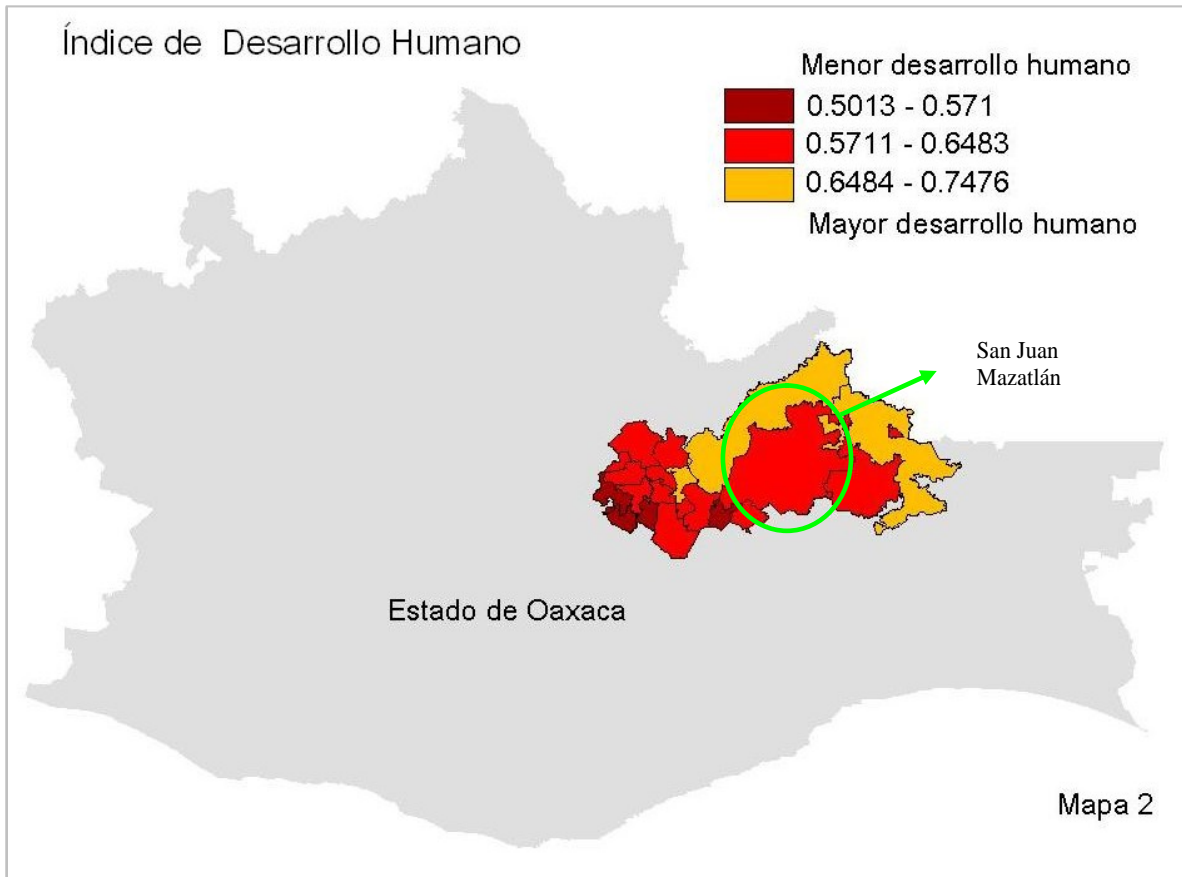 Índice de Desarrollo Humano
Menor desarrollo humano
0.5013 - 0.571
0.5711 - 0.6483
0.6484 - 0.7476
Mayor desarrollo humano
San Juan
Mazatlán
Estado de Oaxaca
Mapa 2